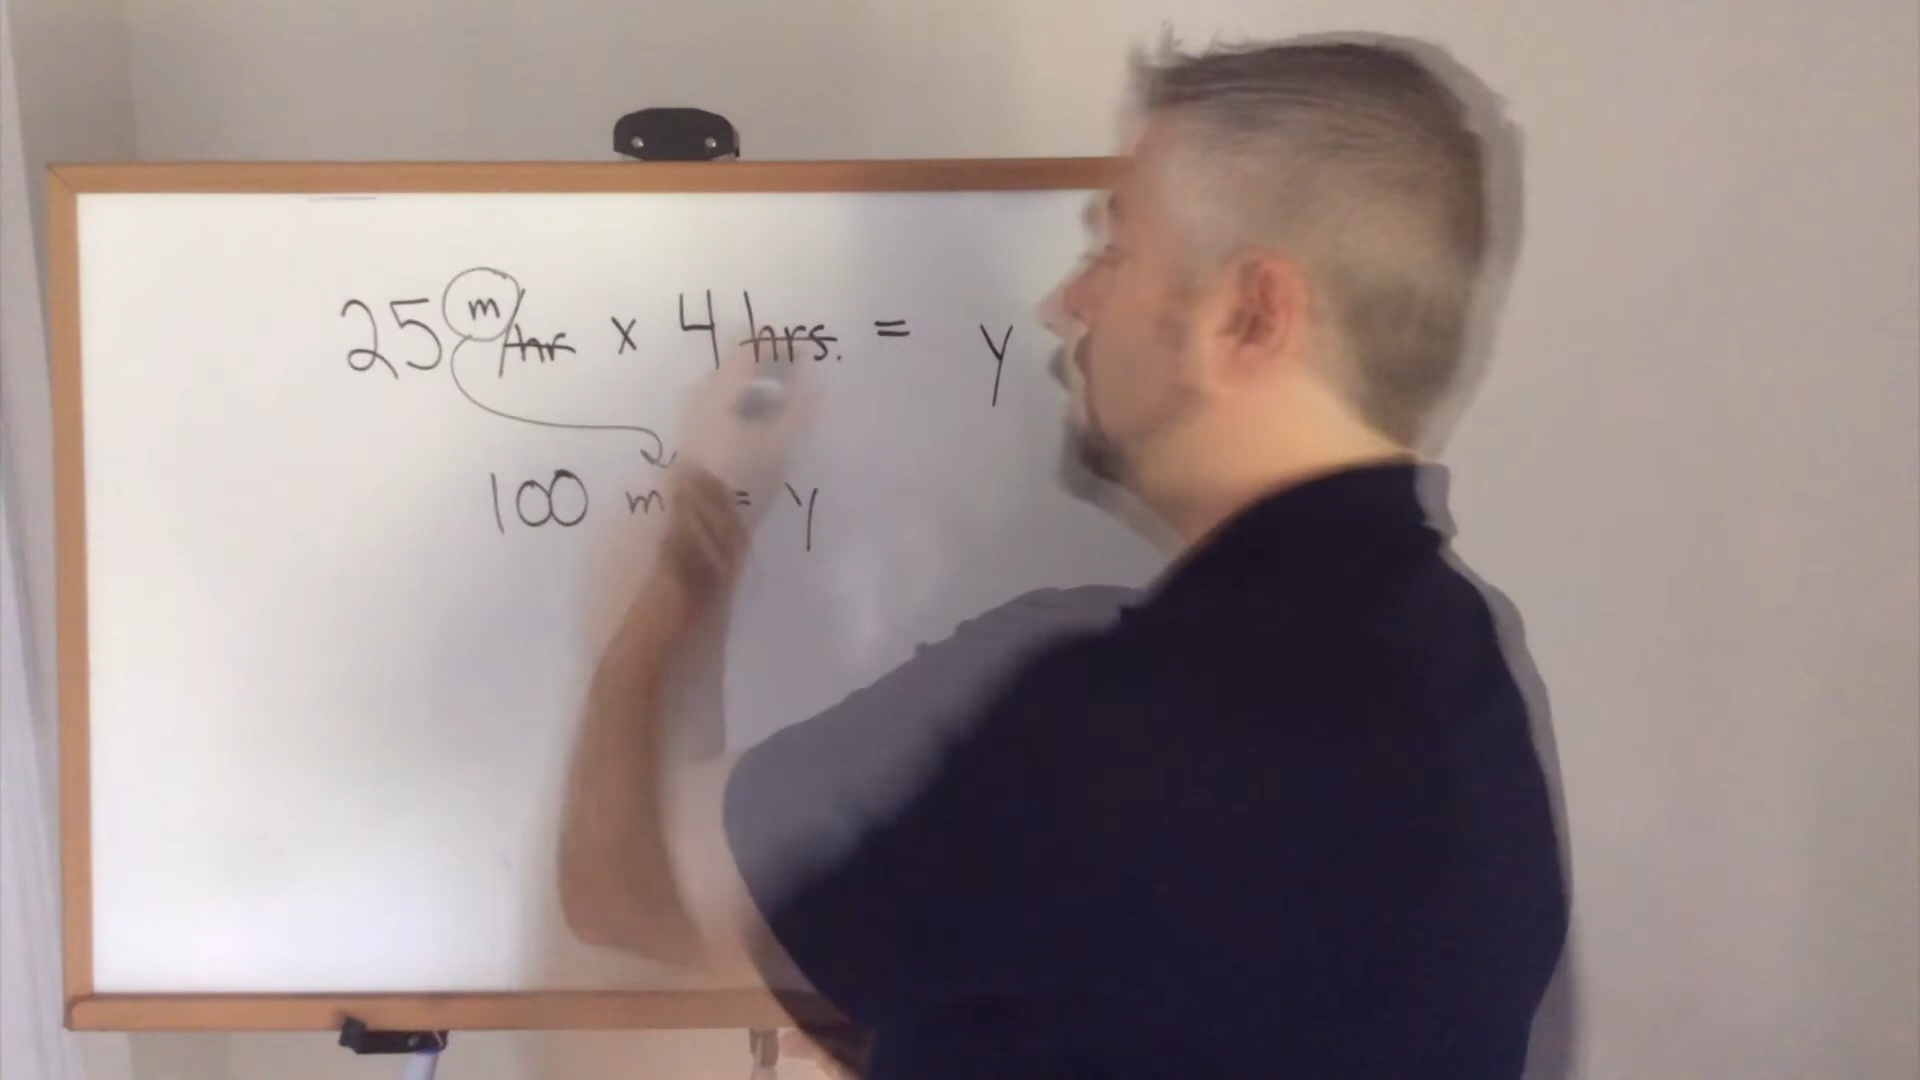 25 m/hr x 4 hrs. = y
100 m = y